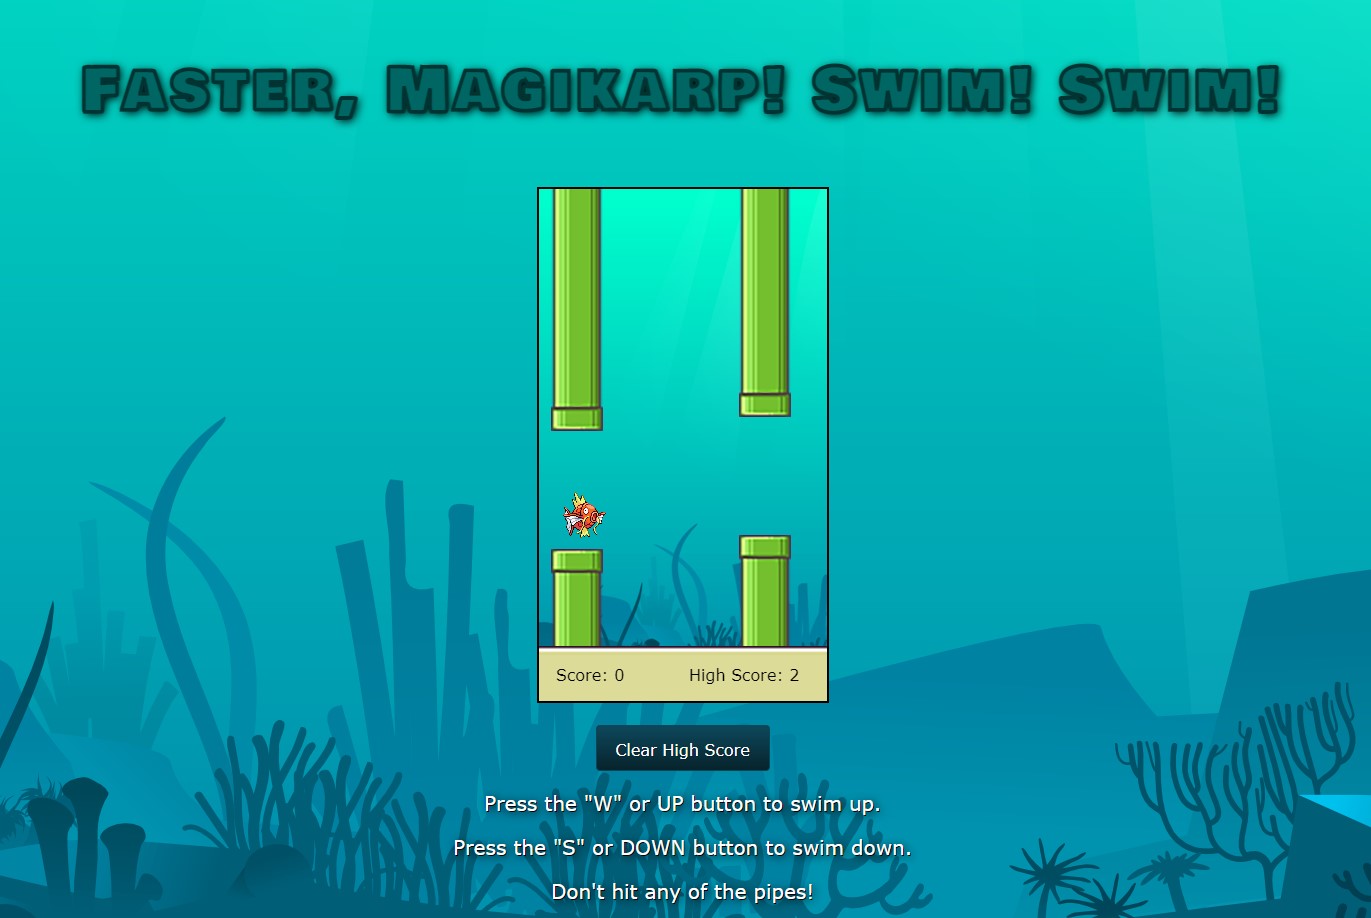 Faster, Magikarp! Swim! Swim!
Score: 0 High Score: 2
Clear High Score
Press the "W" or UP button to swim up.
Press the "S" or DOWN button to swim down.
Don't hit any of the pipes!